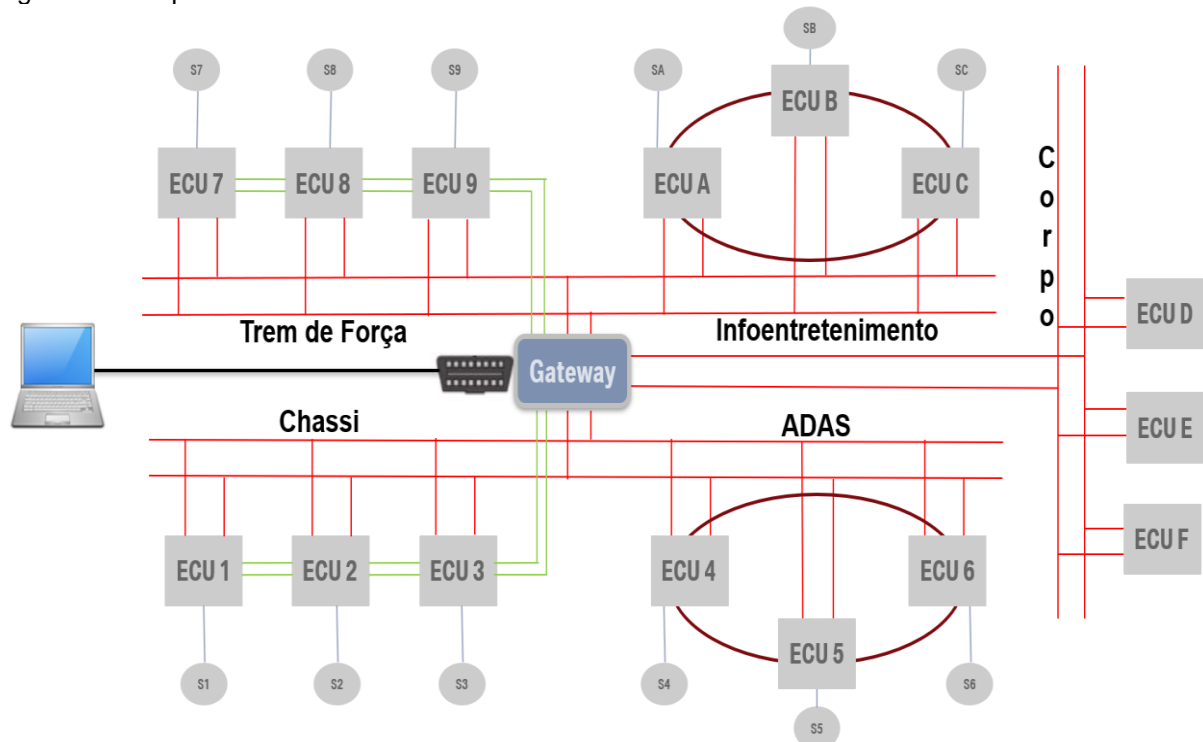 S7
S8
S9
SA
SB
SC
ECU 7
ECU 8
ECU 9
ECU A
ECU B
ECU C
Corpo
Trem de Força
Infoentretenimento
ECU D
Gateway
Chassi
ADAS
ECU E
ECU 1
ECU 2
ECU 3
ECU 4
ECU 5
ECU 6
ECU F
S1
S2
S3
S4
S5
S6